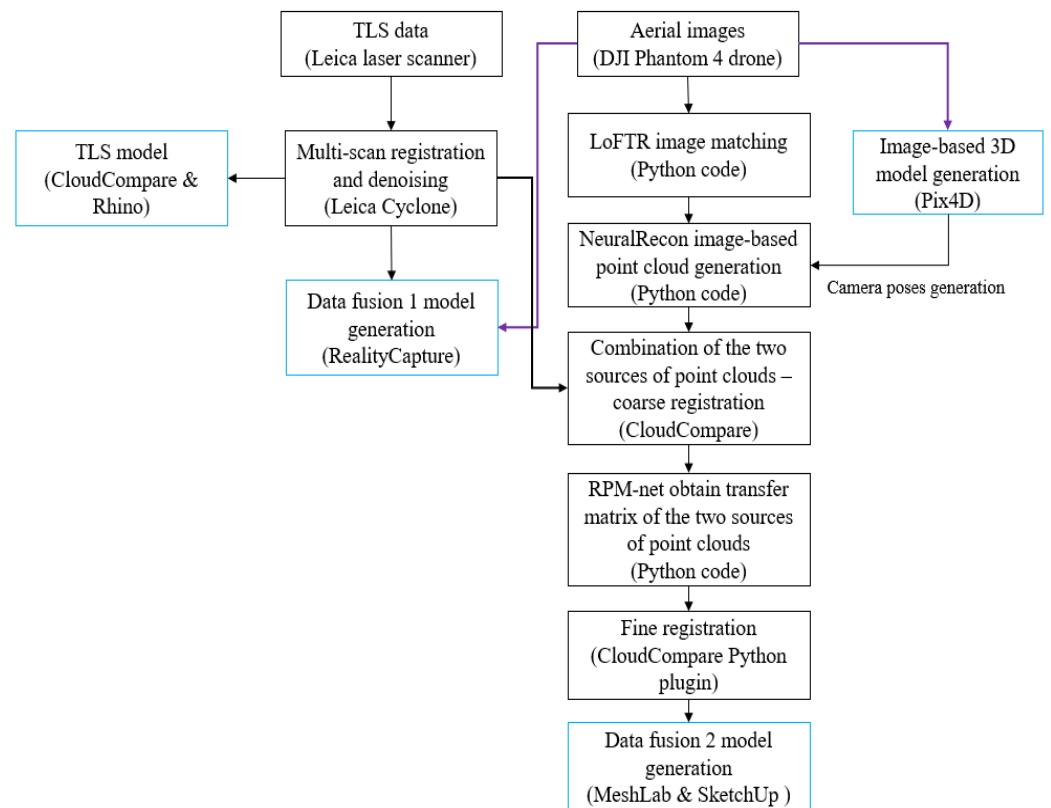 TLS data
(Leica laser scanner)
Aerial images
(DJI Phantom 4 drone)
TLS model
(CloudCompare &
Rhino)
Multi-scan registration
and denoising
(Leica Cyclone)
LoFTR image matching
(Python code)
Image-based 3D
model generation
(Pix4D)
NeuralRecon image-based
point cloud generation
(Python code)
Camera poses generation
Data fusion 1 model
generation
(RealityCapture)
Combination of the two
sources of point clouds –
coarse registration
(CloudCompare)
RPM-net obtain transfer
matrix of the two sources
of point clouds
(Python code)
Fine registration
(CloudCompare Python
plugin)
Data fusion 2 model
generation
(MeshLab & SketchUp )